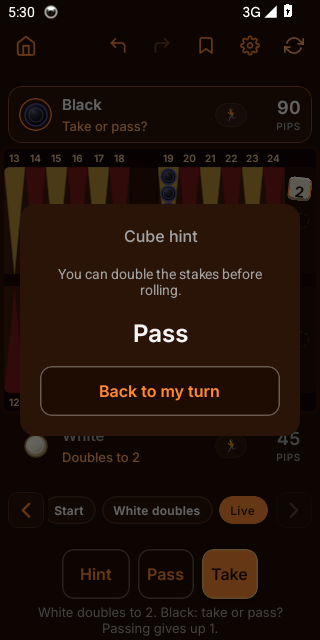 5:30
3G
Black
Take or pass?
90
PIPS
13 14 15 16 17 18 19 20 21 22 23 24
2
Cube hint
You can double the stakes before
rolling.
Pass
Back to my turn
12
White
45
Doubles to 2
PIPS
Start
White doubles
Live
Hint
Pass
Take
White doubles to 2. Black: take or pass?
Passing gives up 1.